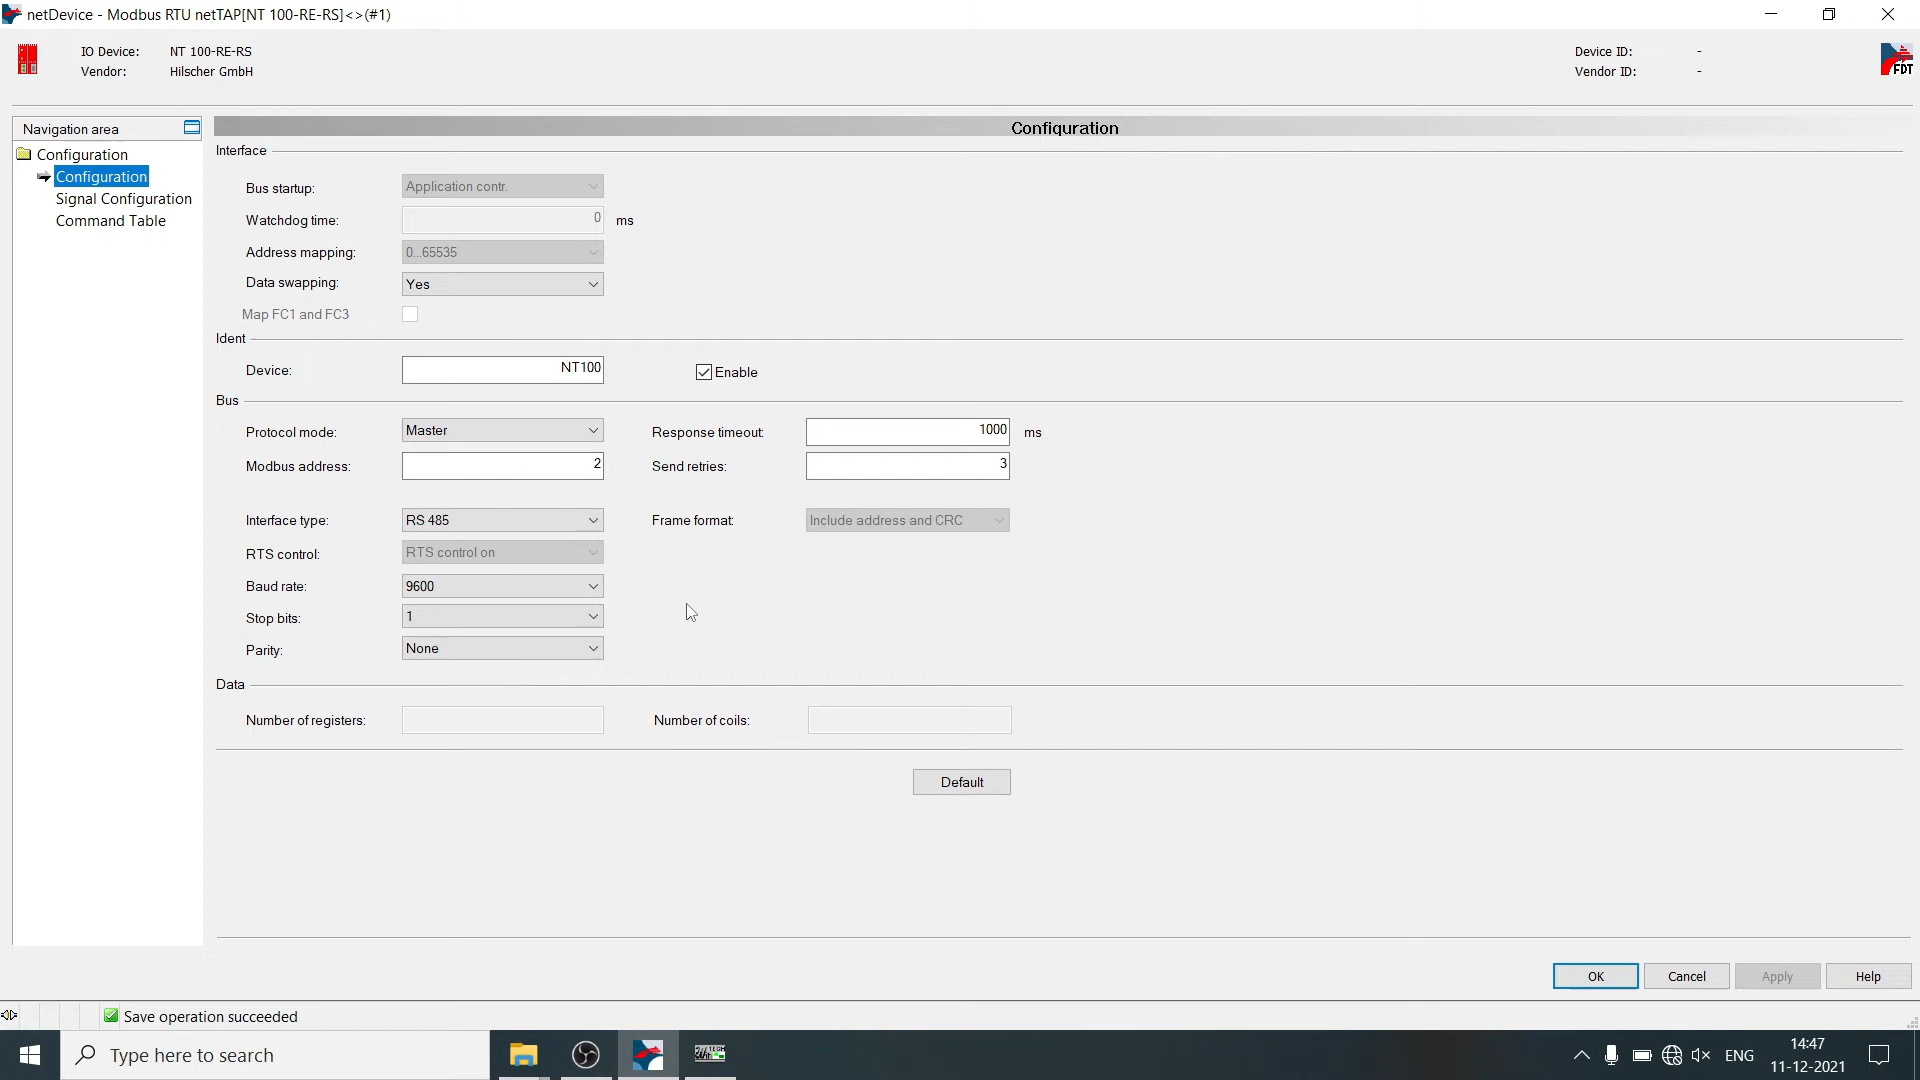 netDevice - Modbus RTU netTAP[NT 100-RE-RS]<>(#1)
IO Device: NT 100-RE-RS
Vendor: Hilscher GmbH
Device ID: -
Vendor ID: -
FDT
Navigation area
Configuration
Configuration
Signal Configuration
Command Table
Configuration
Interface
Bus startup: Application contr.
Watchdog time: 0 ms
Address mapping: 0...65535
Data swapping: Yes
Map FC1 and FC3
Ident
Device: NT100 Enable
Bus
Protocol mode: Master Response timeout: 1000 ms
Modbus address: 2 Send retries: 3
Interface type: RS 485 Frame format: Include address and CRC
RTS control: RTS control on
Baud rate: 9600
Stop bits: 1
Parity: None
Data
Number of registers: Number of coils:
Default
OK Cancel Apply Help
Save operation succeeded
Type here to search
ENG
14:47
11-12-2021